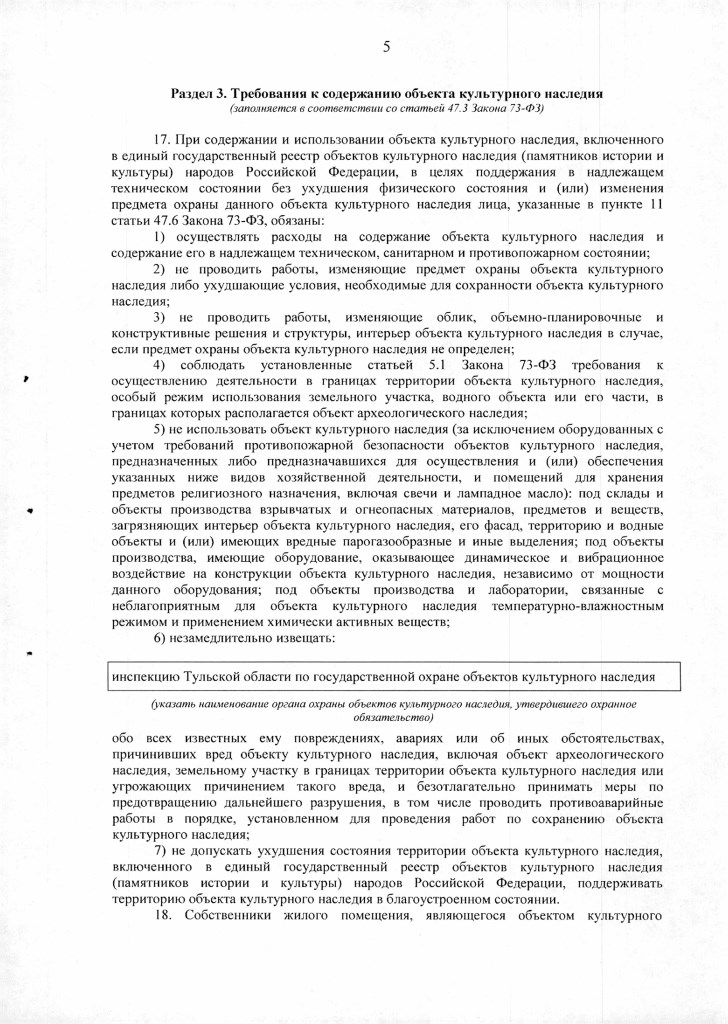 5
Раздел 3. Требования к содержанию объекта культурного наследия
(заполняется в соответствии со статьей 47.3 Закона 73-ФЗ)
17. При содержании и использовании объекта культурного наследия, включенного
в единый государственный реестр объектов культурного наследия (памятников истории и
культуры) народов Российской Федерации, в целях поддержания в надлежащем
техническом состоянии без ухудшения физического состояния и (или) изменения
предмета охраны данного объекта культурного наследия лица, указанные в пункте 11
статьи 47.6 Закона 73-ФЗ, обязаны:
1) осуществлять расходы на содержание объекта культурного наследия и
содержание его в надлежащем техническом, санитарном и противопожарном состоянии;
2) не проводить работы, изменяющие предмет охраны объекта культурного
наследия либо ухудшающие условия, необходимые для сохранности объекта культурного
наследия;
3) не проводить работы, изменяющие облик, объемно-планировочные и
конструктивные решения и структуры, интерьер объекта культурного наследия в случае,
если предмет охраны объекта культурного наследия не определен;
4) соблюдать установленные статьей 5.1 Закона 73-ФЗ требования к
осуществлению деятельности в границах территории объекта культурного наследия,
особый режим использования земельного участка, водного объекта или его части, в
границах которых располагается объект археологического наследия;
5) не использовать объект культурного наследия (за исключением оборудованных с
учетом требований противопожарной безопасности объектов культурного наследия,
предназначенных либо предназначавшихся для осуществления и (или) обеспечения
указанных ниже видов хозяйственной деятельности, и помещений для хранения
предметов религиозного назначения, включая свечи и лампадное масло): под склады и
объекты производства взрывчатых и огнеопасных материалов, предметов и веществ,
загрязняющих интерьер объекта культурного наследия, его фасад, территорию и водные
объекты и (или) имеющих вредные парогазообразные и иные выделения; под объекты
производства, имеющие оборудование, оказывающее динамическое и вибрационное
воздействие на конструкции объекта культурного наследия, независимо от мощности
данного оборудования; под объекты производства и лаборатории, связанные с
неблагоприятным для объекта культурного наследия температурно-влажностным
режимом и применением химически активных веществ;
6) незамедлительно извещать:
инспекцию Тульской области по государственной охране объектов культурного наследия
(указать наименование органа охраны объектов культурного наследия, утвердившего охранное
обязательство)
обо всех известных ему повреждениях, авариях или об иных обстоятельствах,
причинивших вред объекту культурного наследия, включая объект археологического
наследия, земельному участку в границах территории объекта культурного наследия или
угрожающих причинением такого вреда, и безотлагательно принимать меры по
предотвращению дальнейшего разрушения, в том числе проводить противоаварийные
работы в порядке, установленном для проведения работ по сохранению объекта
культурного наследия;
7) не допускать ухудшения состояния территории объекта культурного наследия,
включенного в единый государственный реестр объектов культурного наследия
(памятников истории и культуры) народов Российской Федерации, поддерживать
территорию объекта культурного наследия в благоустроенном состоянии.
18. Собственники жилого помещения, являющегося объектом культурного